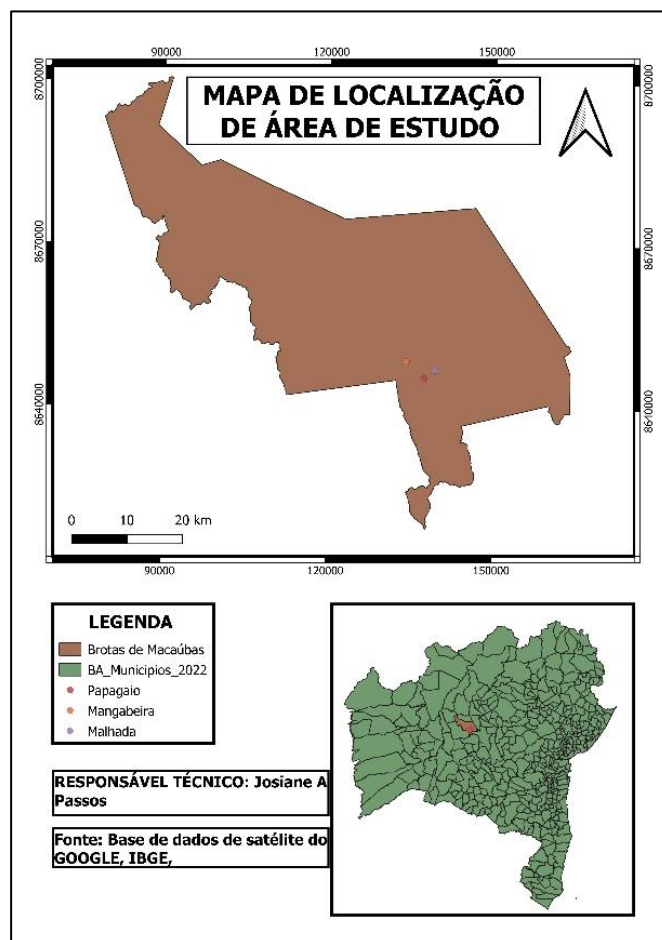 90000 120000 150000
MAPA DE LOCALIZAÇÃO
DE ÁREA DE ESTUDO
8700000 8700000
8670000 8670000
8640000 8640000
0 10 20 km
90000 120000 150000
LEGENDA
Brotas de Macaúbas
BA_Municipios_2022
Papagaio
Mangabeira
Malhada
RESPONSÁVEL TÉCNICO: Josiane A
Passos
Fonte: Base de dados de satélite do
GOOGLE, IBGE,